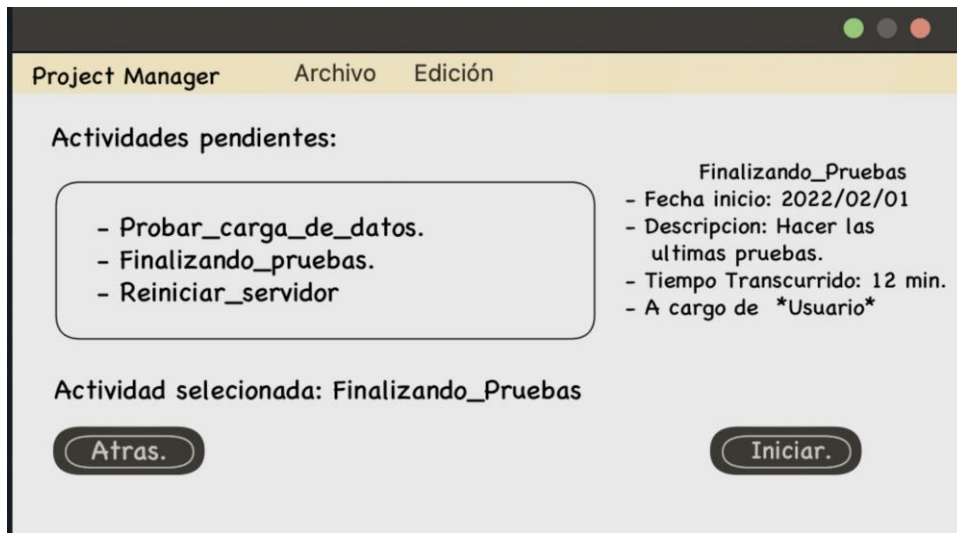 Project Manager Archivo Edición
Actividades pendientes:
- Probar_carga_de_datos.
- Finalizando_pruebas.
- Reiniciar_servidor
Finalizando_Pruebas
- Fecha inicio: 2022/02/01
- Descripcion: Hacer las
ultimas pruebas.
- Tiempo Transcurrido: 12 min.
- A cargo de *Usuario*
Actividad selecionada: Finalizando_Pruebas
Atras.
Iniciar.